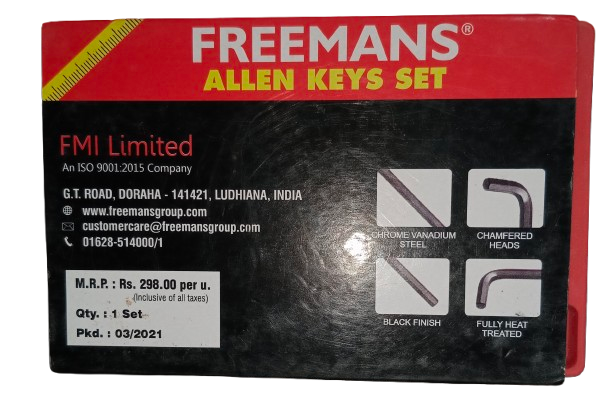 FREEMANS®
ALLEN KEYS SET
FMI Limited
An ISO 9001:2015 Company
G.T. ROAD, DORAHA - 141421, LUDHIANA, INDIA
www.freemansgroup.com
customercare@freemansgroup.com
01628-514000/1
M.R.P. : Rs. 298.00 per u.
(Inclusive of all taxes)
Qty. : 1 Set
Pkd. : 03/2021
CHROME VANADIUM
STEEL
CHAMFERED
HEADS
BLACK FINISH
FULLY HEAT
TREATED